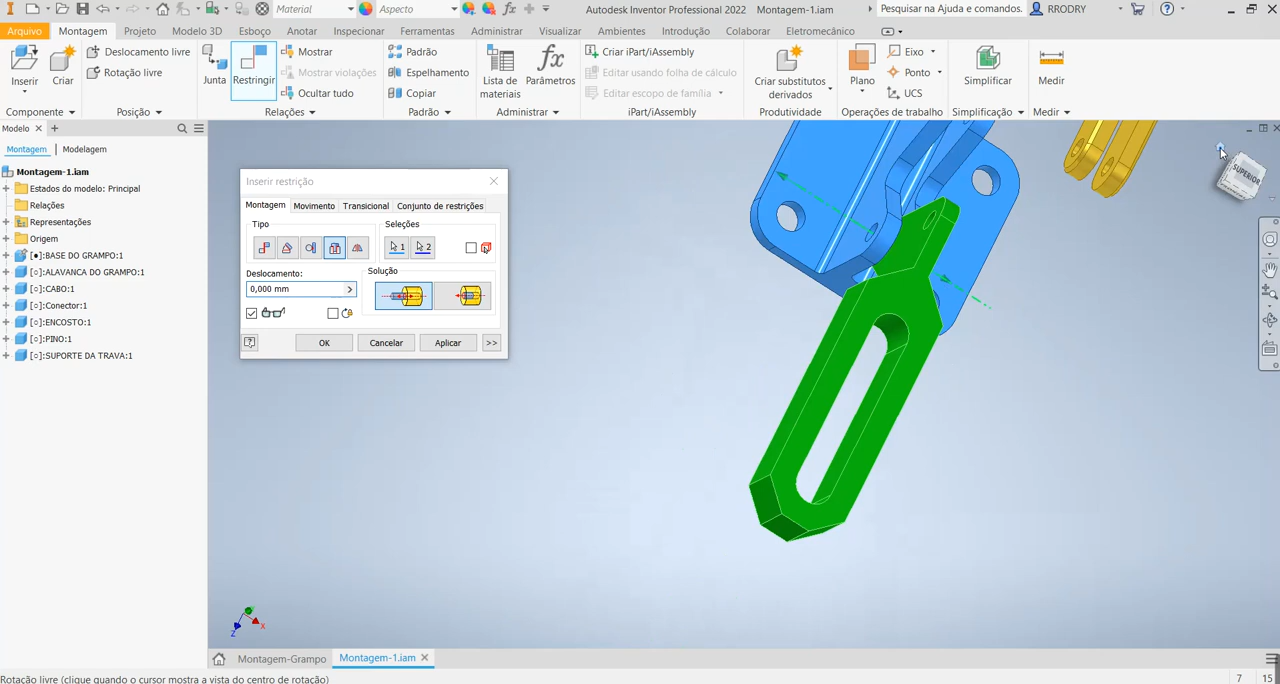 Material
Aspecto
Autodesk Inventor Professional 2022 Montagem-1.iam
Pesquisar na Ajuda e comandos.
RRODRY
Arquivo Montagem Projeto Modelo 3D Esboço Anotar Inspecionar Ferramentas Administrar Visualizar Ambientes Introdução Colaborar Eletromecânico
Inserir
Criar
Componente
Deslocamento livre
Rotação livre
Posição
Junta
Restringir
Mostrar
Mostrar violações
Ocultar tudo
Relações
Padrão
Espelhamento
Copiar
Padrão
Lista de materiais
Parâmetros
Administrar
Criar iPart/iAssembly
Editar usando folha de cálculo
Editar escopo de família
iPart/iAssembly
Criar substitutos derivados
Produtividade
Plano
Eixo
Ponto
UCS
Operações de trabalho
Simplificar
Simplificação
Medir
Medir
Modelo
Montagem Modelagem
Montagem-1.iam
Estados do modelo: Principal
Relações
Representações
Origem
[●]:BASE DO GRAMPO:1
[○]:ALAVANCA DO GRAMPO:1
[○]:CABO:1
[○]:Conector:1
[○]:ENCOSTO:1
[○]:PINO:1
[○]:SUPORTE DA TRAVA:1
Inserir restrição
Montagem Movimento Transicional Conjunto de restrições
Tipo
Seleções
1
2
Deslocamento:
0,000 mm
Solução
OK Cancelar Aplicar >>
SUPERIOR
Z
X
Montagem-Grampo Montagem-1.iam
Rotação livre (clique quando o cursor mostra a vista do centro de rotação)
7 15